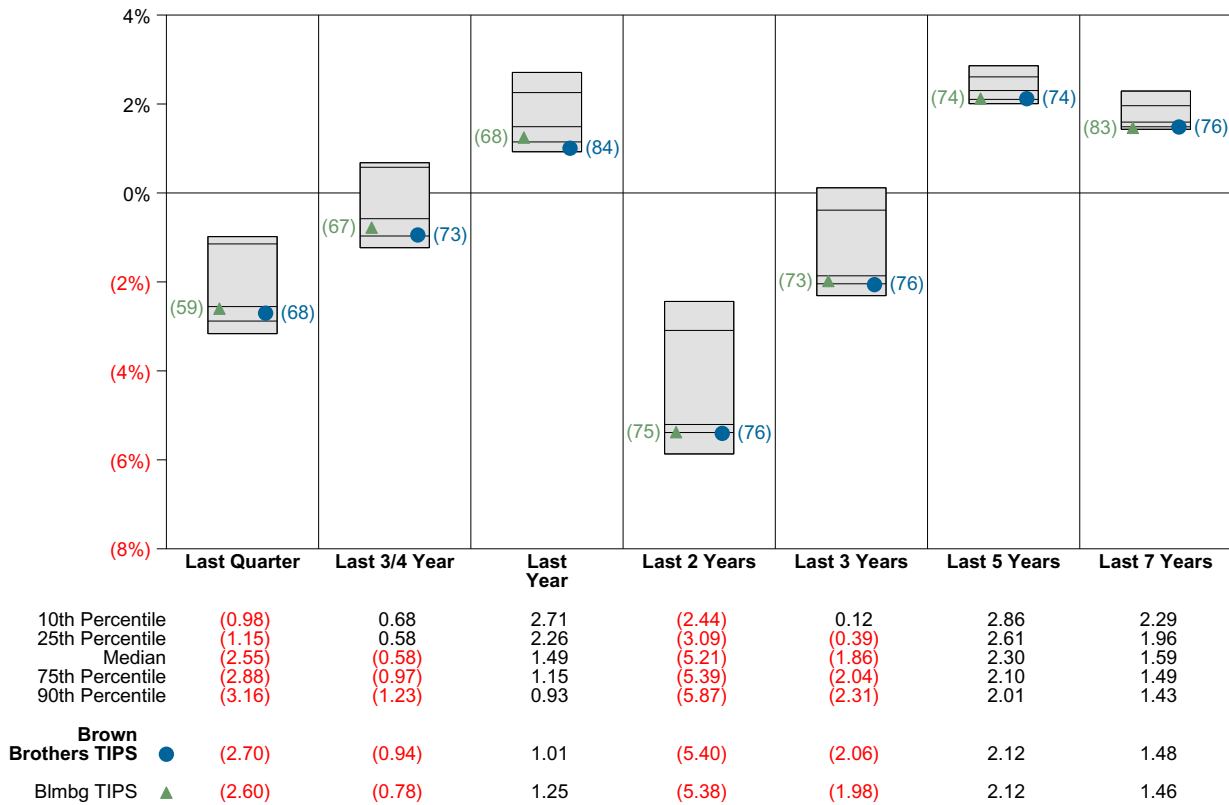 4%
2%
0%
(2%)
(4%)
(6%)
(8%)
(59) (68)
(67) (73)
(68) (84)
(75) (76)
(73) (76)
(74) (74)
(83) (76)
Last Quarter Last 3/4 Year Last Year Last 2 Years Last 3 Years Last 5 Years Last 7 Years
10th Percentile (0.98) 0.68 2.71 (2.44) 0.12 2.86 2.29
25th Percentile (1.15) 0.58 2.26 (3.09) (0.39) 2.61 1.96
Median (2.55) (0.58) 1.49 (5.21) (1.86) 2.30 1.59
75th Percentile (2.88) (0.97) 1.15 (5.39) (2.04) 2.10 1.49
90th Percentile (3.16) (1.23) 0.93 (5.87) (2.31) 2.01 1.43
Brown
Brothers TIPS (2.70) (0.94) 1.01 (5.40) (2.06) 2.12 1.48
Blmbg TIPS (2.60) (0.78) 1.25 (5.38) (1.98) 2.12 1.46